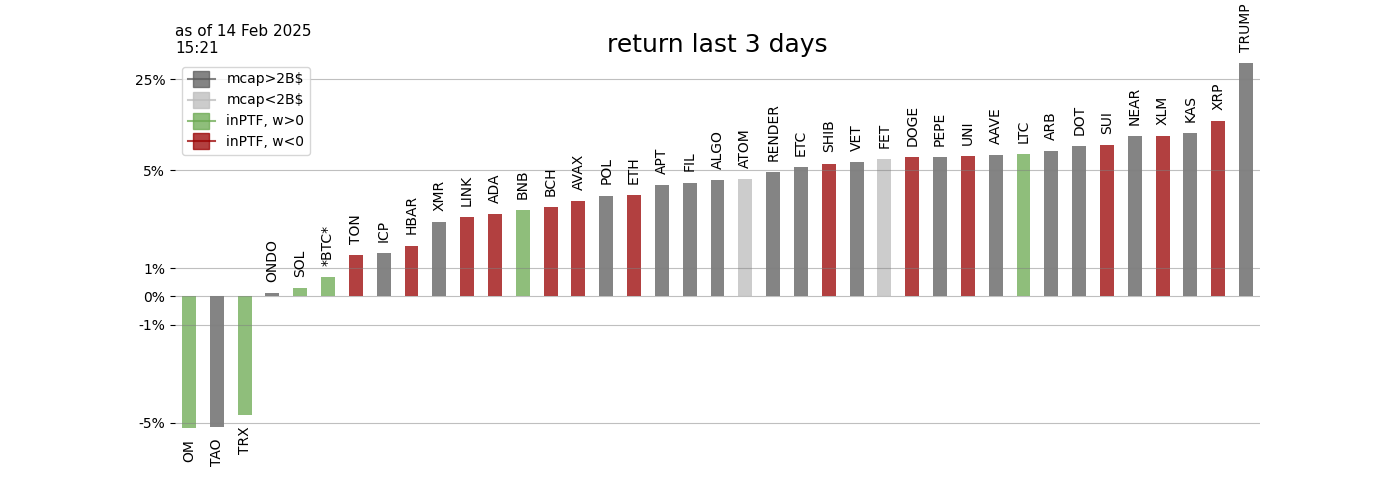 as of 14 Feb 2025
15:21
return last 3 days
mcap>2B$
mcap<2B$
inPTF, w>0
inPTF, w<0
25%
5%
1%
0%
-1%
-5%
OM
TAO
TRX
ONDO
SOL
*BTC*
TON
ICP
HBAR
XMR
LINK
ADA
BNB
BCH
AVAX
POL
ETH
APT
FIL
ALGO
ATOM
RENDER
ETC
SHIB
VET
FET
DOGE
PEPE
UNI
AAVE
LTC
ARB
DOT
SUI
NEAR
XLM
KAS
XRP
TRUMP